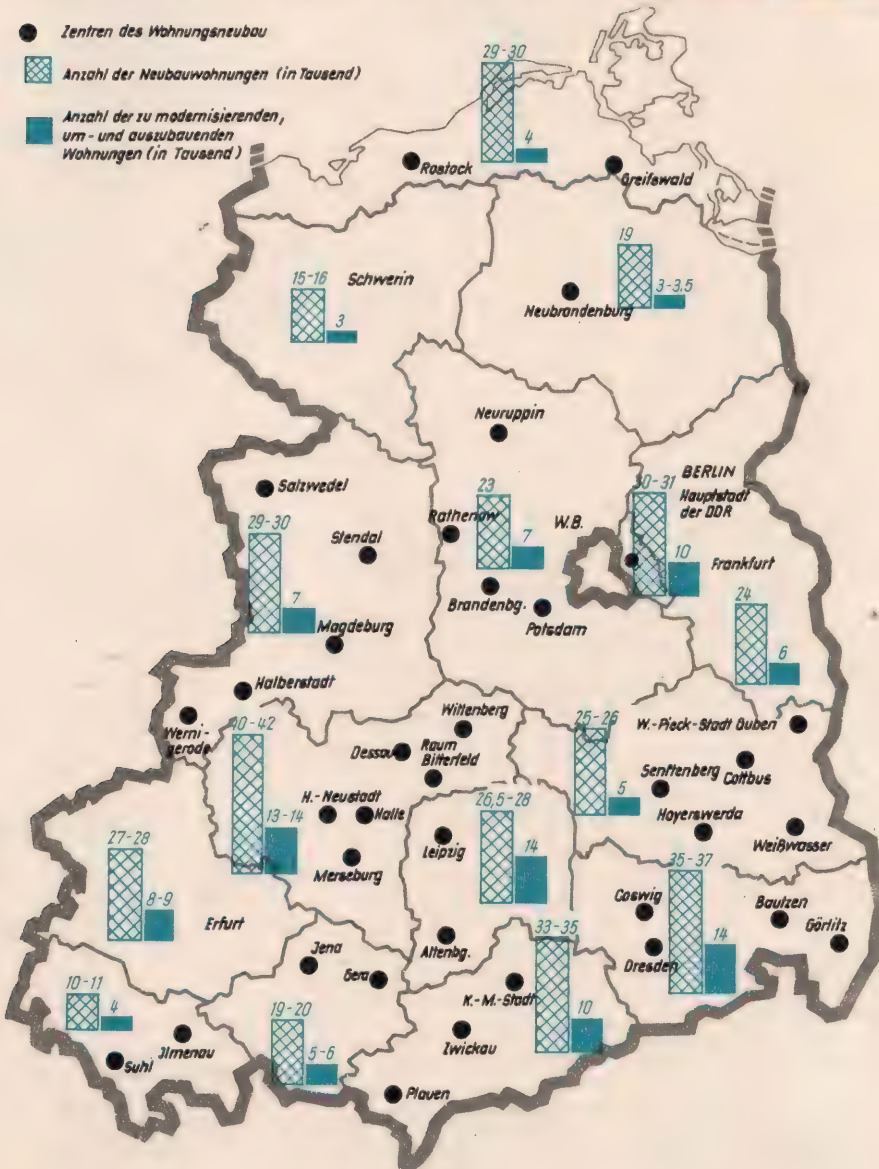 Zentren des Wohnungsneubau
Anzahl der Neubauwohnungen (in Tausend)
Anzahl der zu modernisierenden,
um- und auszubauenden
Wohnungen (in Tausend)
29-30
4
Rostock
Greifswald
15-16
3
Schwerin
19
3-3,5
Neubrandenburg
Neuruppin
Salzwedel
Stendal
29-30
7
Magdeburg
Halberstadt
Werni-
gerode
23
7
Rathenow
W.B.
Brandenbg.
Potsdam
BERLIN
Hauptstadt
der DDR
30-31
10
Frankfurt
24
6
40-42
13-14
Wittenberg
Dessau
Raum
Bitterfeld
H.-Neustadt
Halle
Merseburg
25-26
5
W.-Pieck-Stadt Guben
Senftenberg
Cottbus
Hoyerswerda
Weißwasser
26,5-28
14
Leipzig
Altenbg.
27-28
8-9
Erfurt
35-37
14
Coswig
Dresden
Bautzen
Görlitz
33-35
10
K.-M.-Stadt
Zwickau
Plauen
Jena
Gera
19-20
5-6
10-11
4
Suhl
Ilmenau